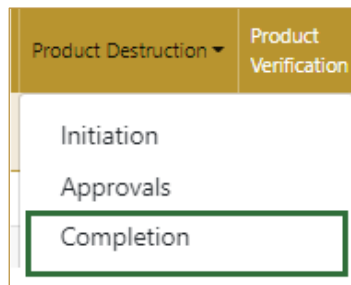 Product Destruction
Product
Verification
Initiation
Approvals
Completion